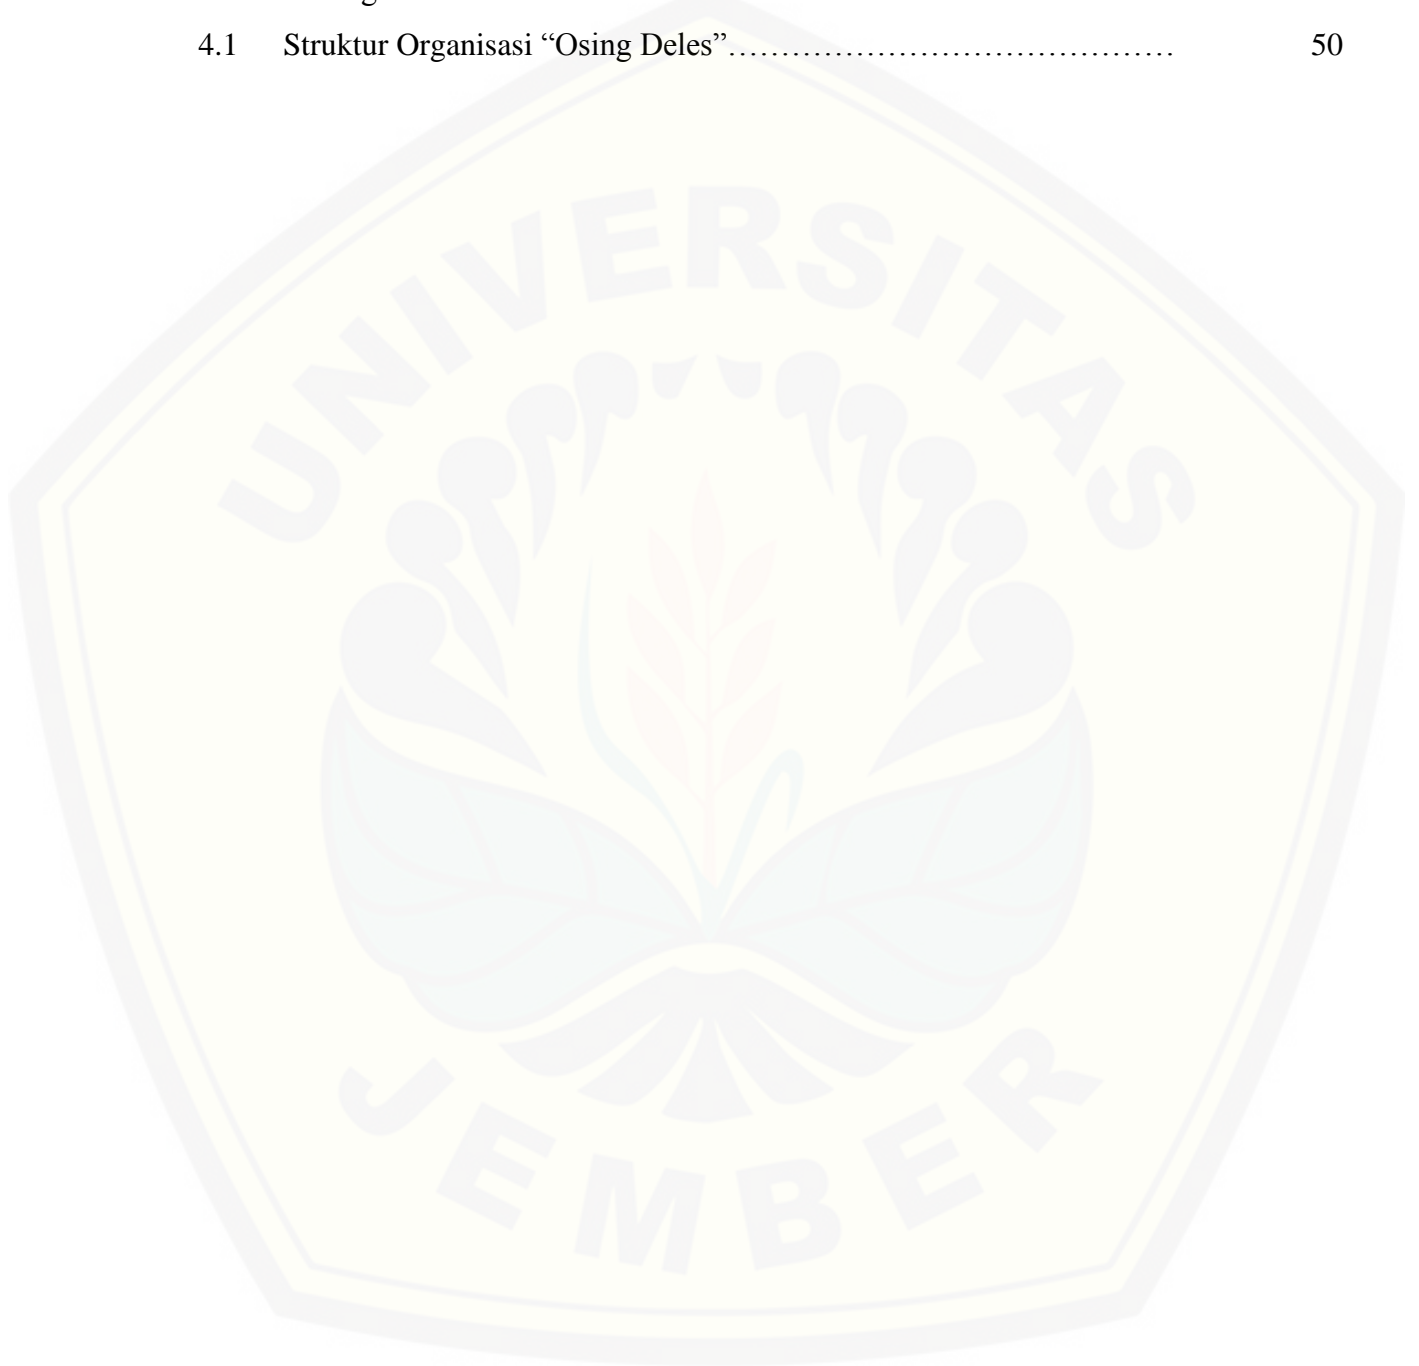 4.1 Struktur Organisasi “Osing Deles”.......................................... 50
UNIVERSITAS
JEMBER